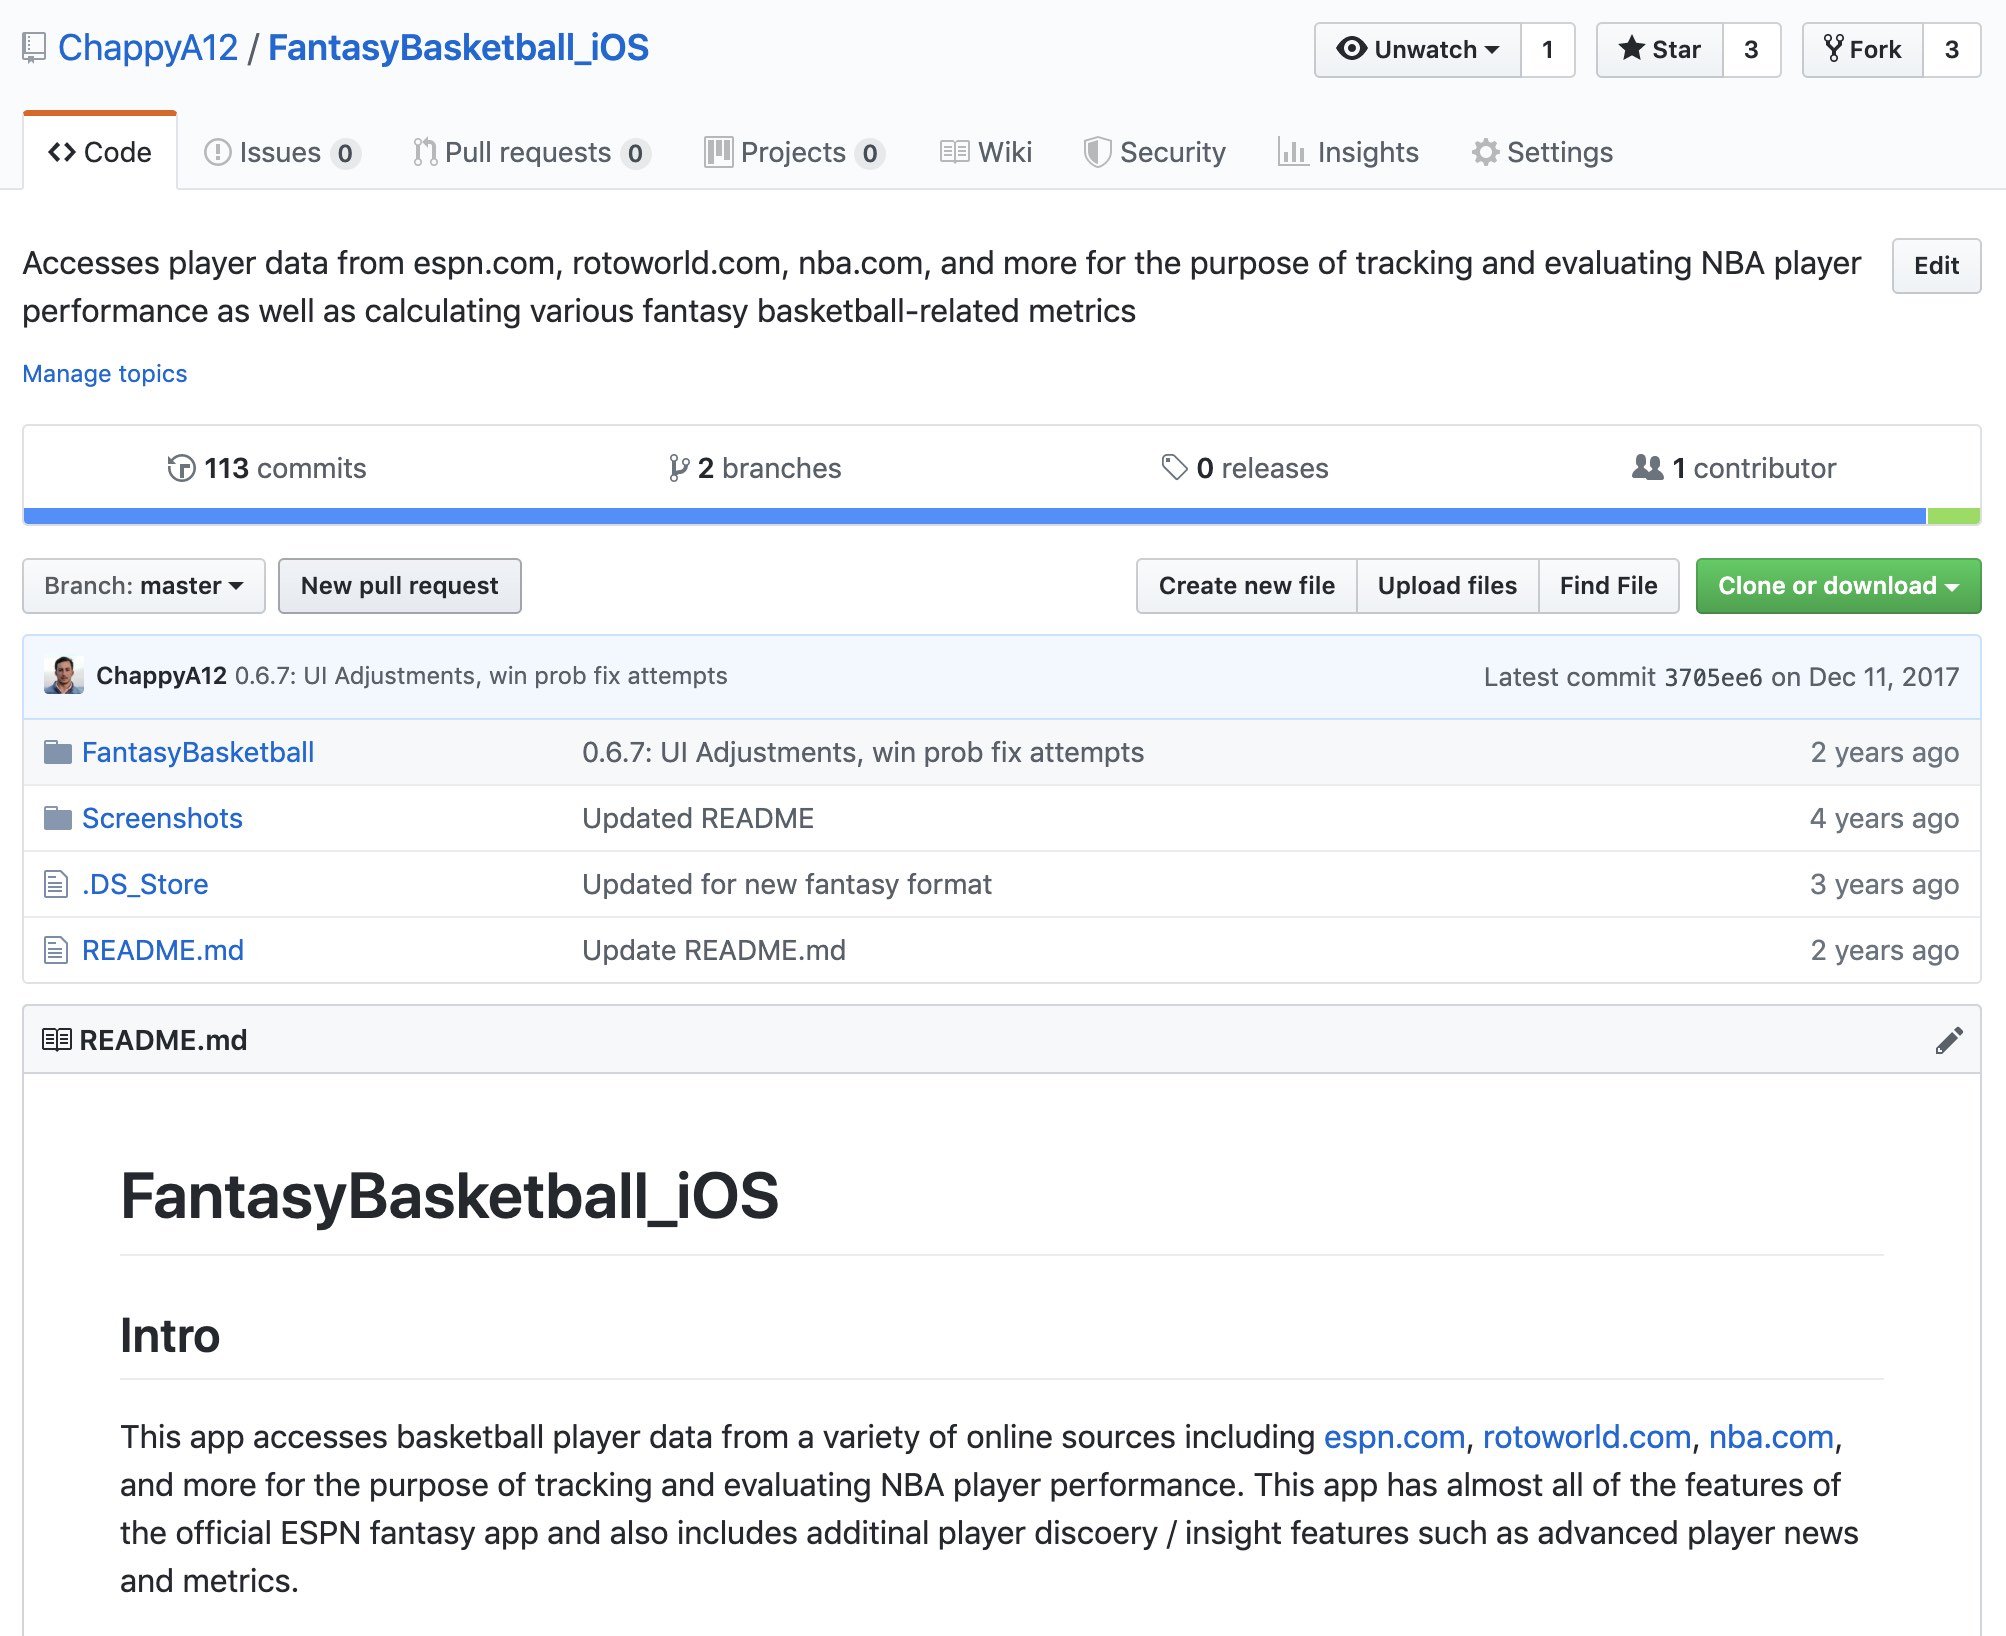 ChappyA12 / FantasyBasketball_iOS
Unwatch 1 Star 3 Fork 3
Code Issues 0 Pull requests 0 Projects 0 Wiki Security Insights Settings
Accesses player data from espn.com, rotoworld.com, nba.com, and more for the purpose of tracking and evaluating NBA player
performance as well as calculating various fantasy basketball-related metrics
Edit
Manage topics
113 commits 2 branches 0 releases 1 contributor
Branch: master New pull request Create new file Upload files Find File Clone or download
ChappyA12 0.6.7: UI Adjustments, win prob fix attempts Latest commit 3705ee6 on Dec 11, 2017
FantasyBasketball 0.6.7: UI Adjustments, win prob fix attempts 2 years ago
Screenshots Updated README 4 years ago
.DS_Store Updated for new fantasy format 3 years ago
README.md Update README.md 2 years ago
README.md
FantasyBasketball_iOS
Intro
This app accesses basketball player data from a variety of online sources including espn.com, rotoworld.com, nba.com,
and more for the purpose of tracking and evaluating NBA player performance. This app has almost all of the features of
the official ESPN fantasy app and also includes additinal player discoery / insight features such as advanced player news
and metrics.